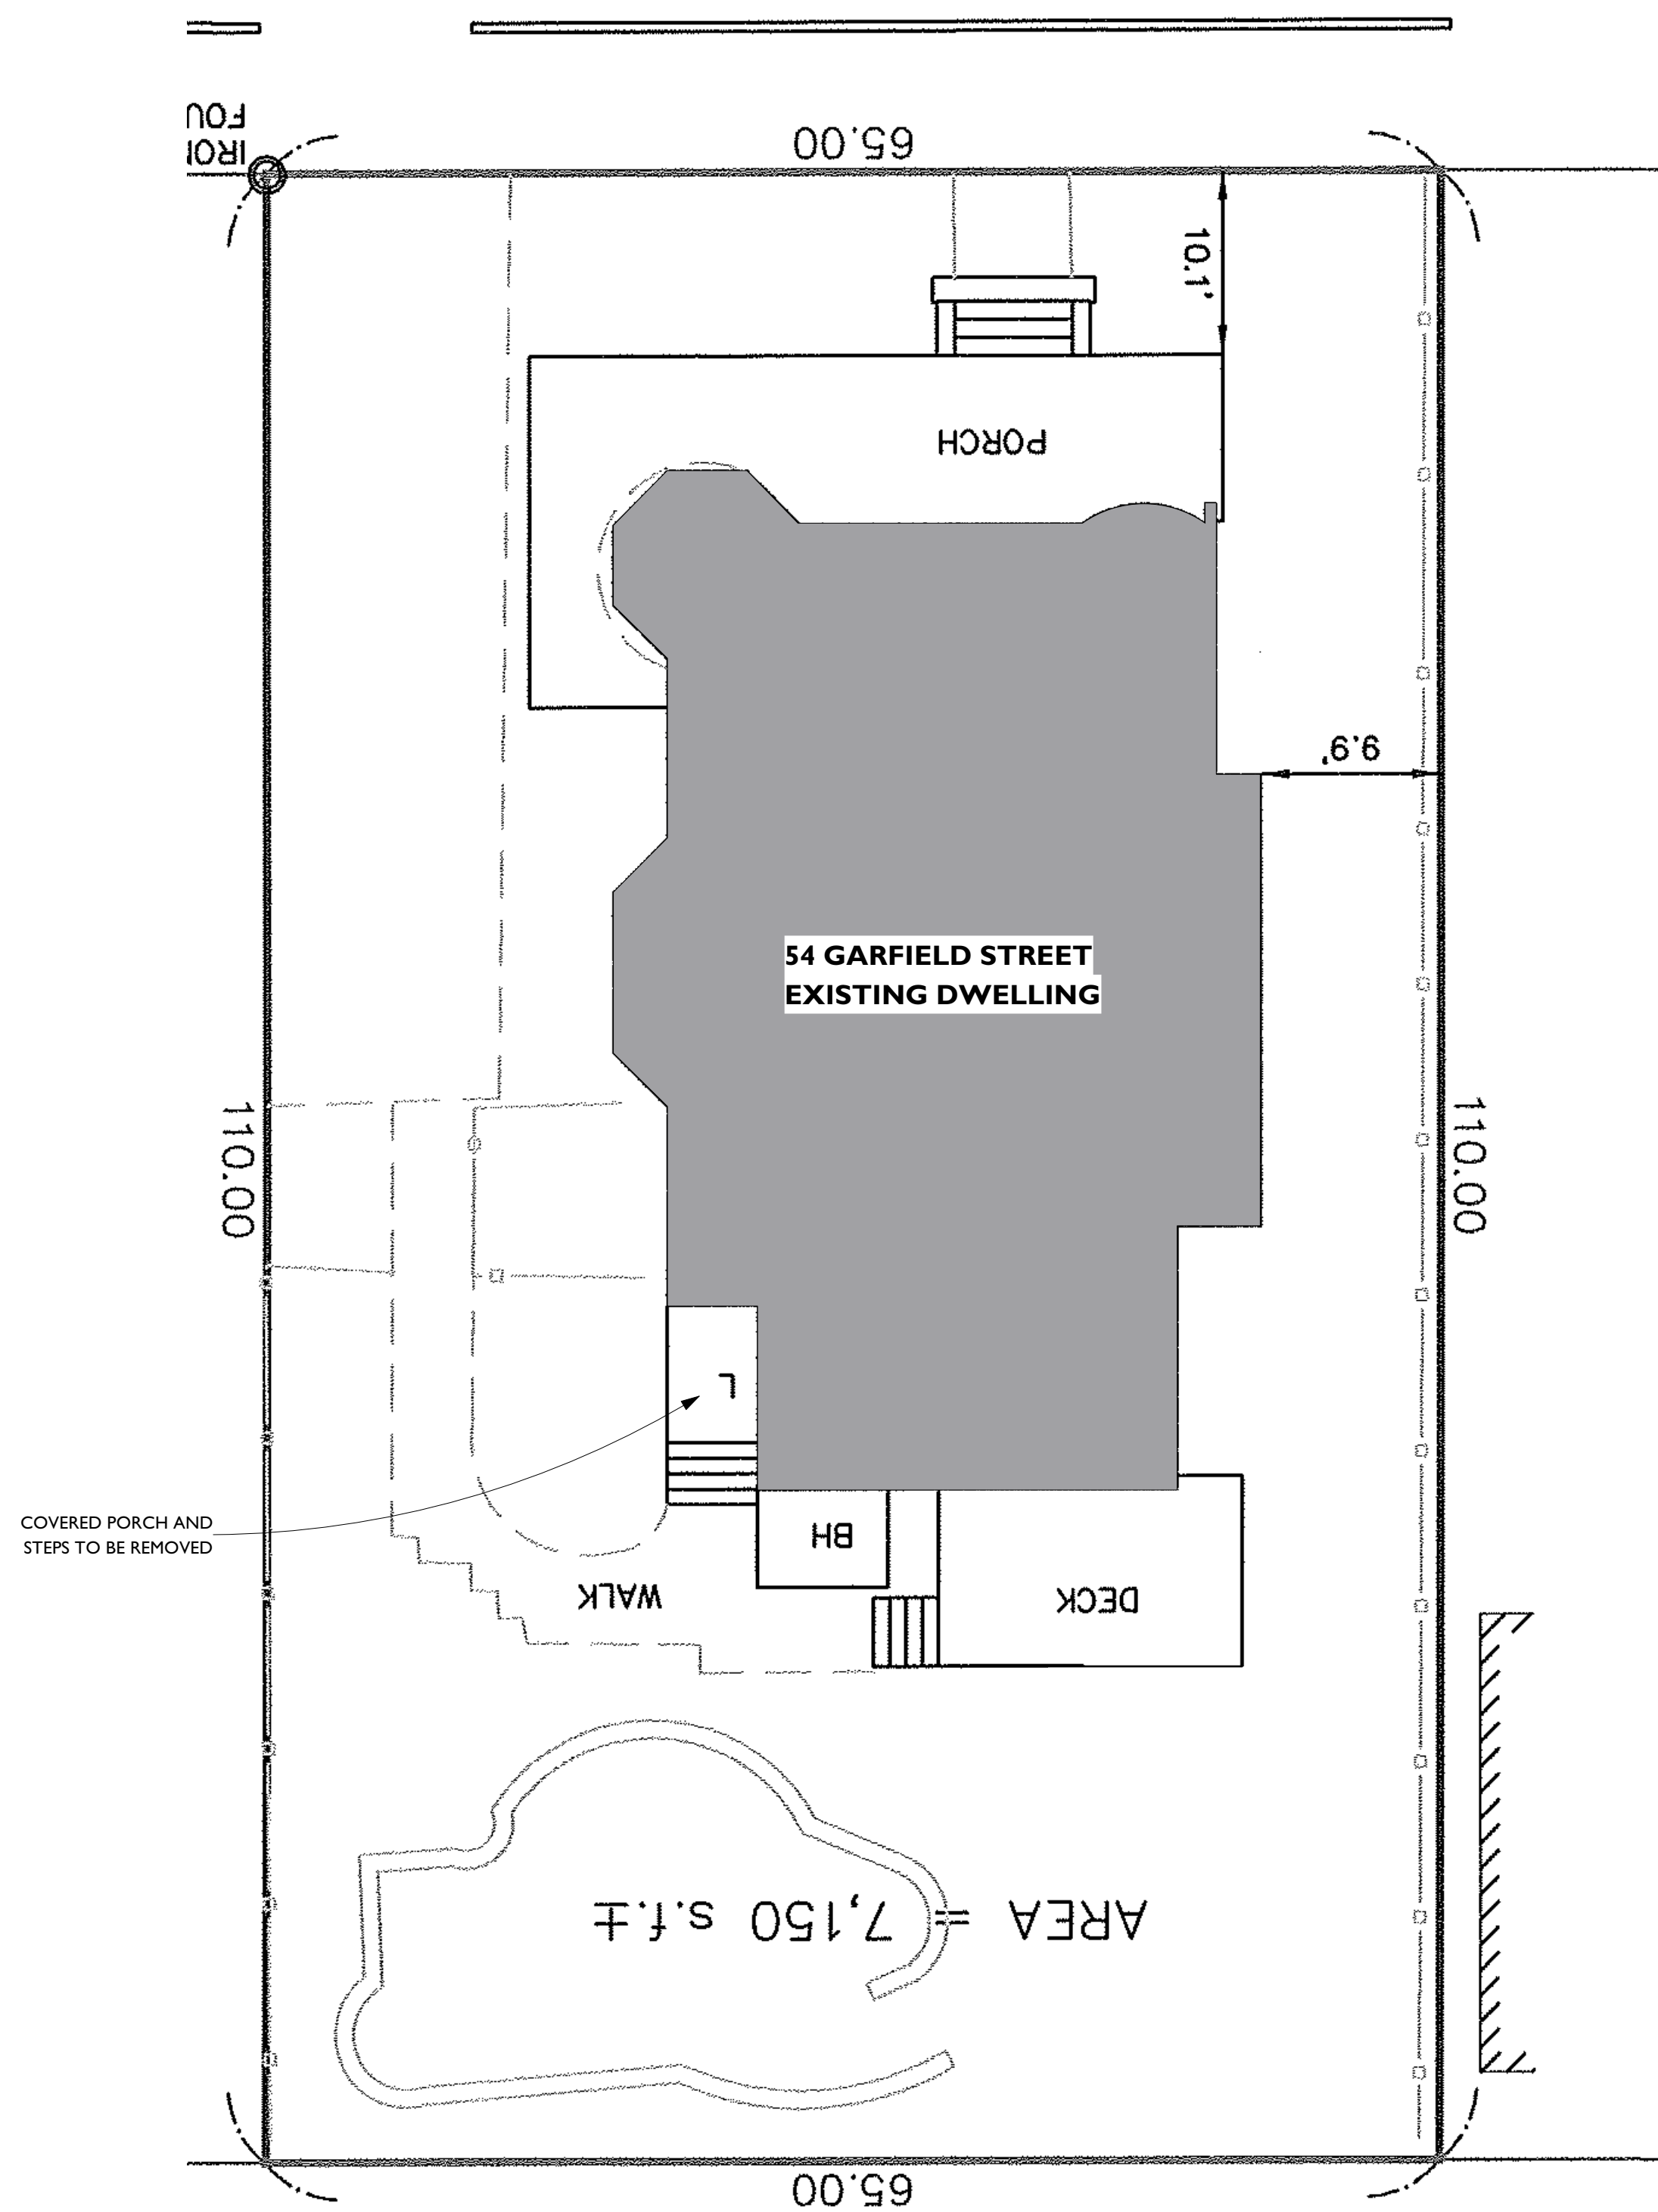 IRO
FOU
65.00
10.1'
PORCH
9.9'
54 GARFIELD STREET
EXISTING DWELLING
110.00
110.00
L
COVERED PORCH AND
STEPS TO BE REMOVED
BH
WALK
DECK
AREA = 7,150 s.f.±
65.00